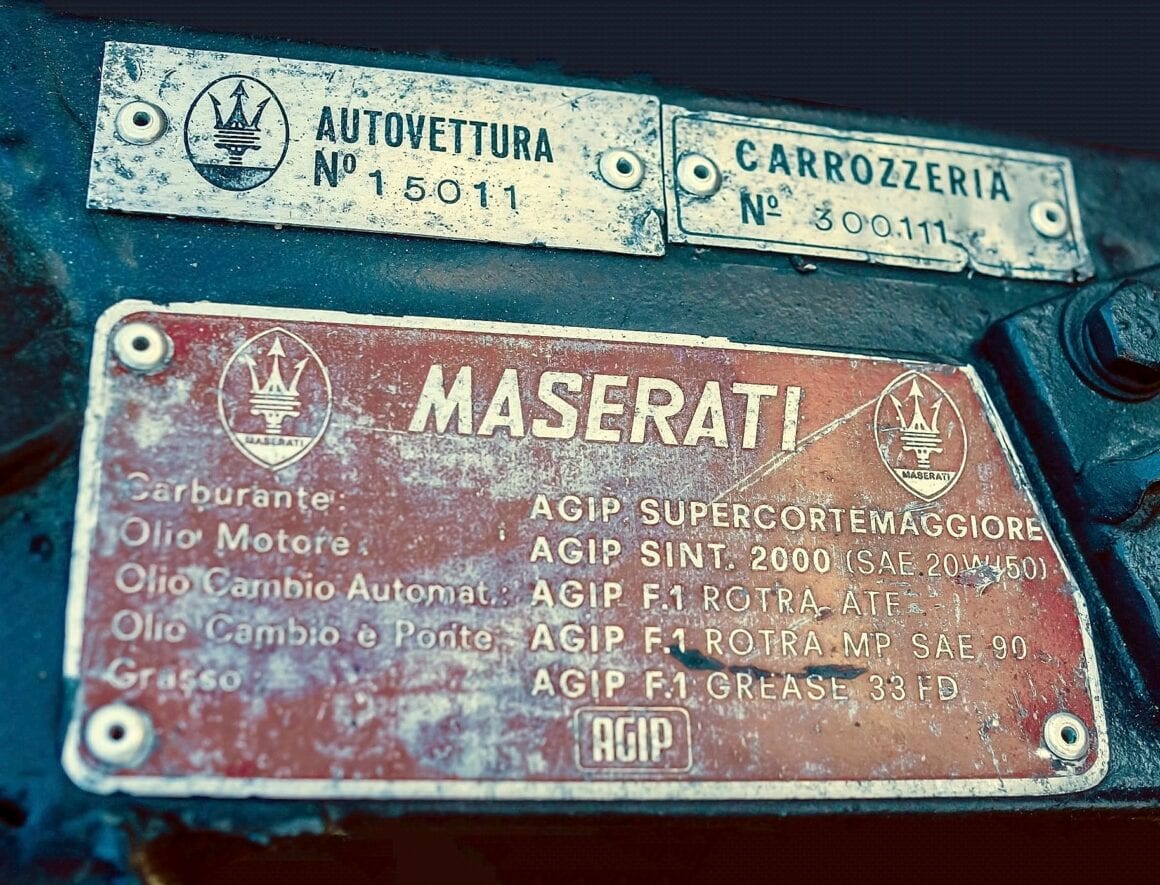 AUTOVETTURA
Nº 15011
CARROZZERIA
Nº 300111
MASERATI
MASERATI
MASERATI
Carburante: AGIP SUPERCORTEMAGGIORE
Olio Motore: AGIP SINT. 2000 (SAE 20W/50)
Olio Cambio Automat.: AGIP F.1 ROTRA ATF
Olio Cambio e Ponte AGIP F.1 ROTRA MP SAE 90
Grasso AGIP F.1 GREASE 33 FD
AGIP